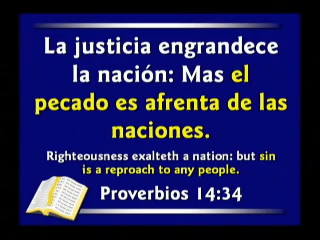 La justicia engrandece
la nación: Mas el
pecado es afrenta de las
naciones.
Righteousness exalteth a nation: but sin
is a reproach to any people.
Proverbios 14:34